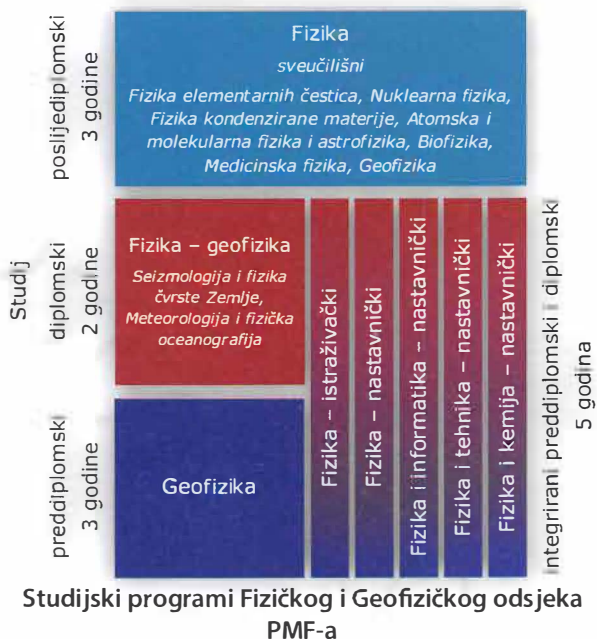 Fizika
sveučilišni
Fizika elementarnih čestica, Nuklearna fizika,
Fizika kondenzirane materije, Atomska i
molekularna fizika i astrofizika, Biofizika,
Medicinska fizika, Geofizika
poslijediplomski
3 godine
Studij
diplomski
2 godine
Fizika – geofizika
Seizmologija i fizika
čvrste Zemlje,
Meteorologija i fizička
oceanografija
preddiplomski
3 godine
Geofizika
Fizika – istraživački
Fizika – nastavnički
Fizika i informatika – nastavnički
Fizika i tehnika – nastavnički
Fizika i kemija – nastavnički
integrirani preddiplomski i diplomski
5 godina
Studijski programi Fizičkog i Geofizičkog odsjeka
PMF-a